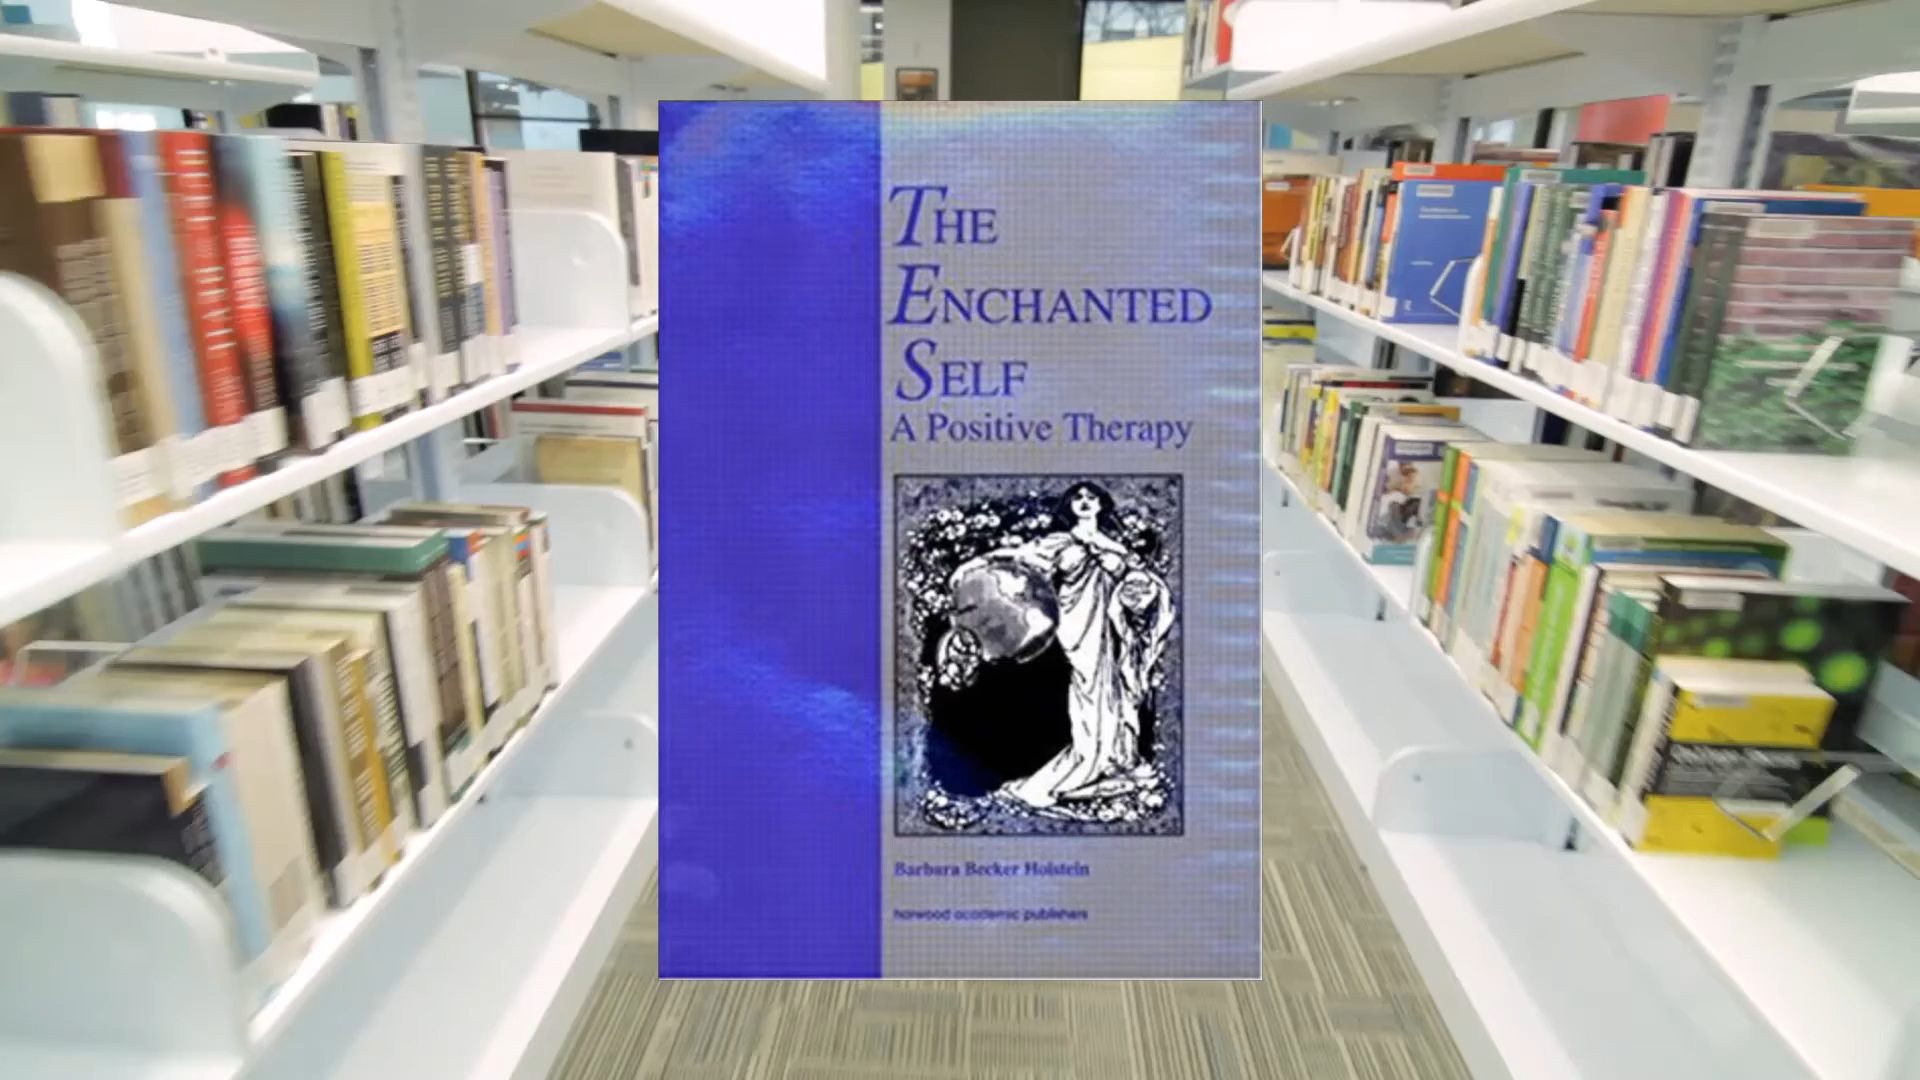 THE
ENCHANTED
SELF
A Positive Therapy
Barbara Becker Holstein
harwood academic publishers